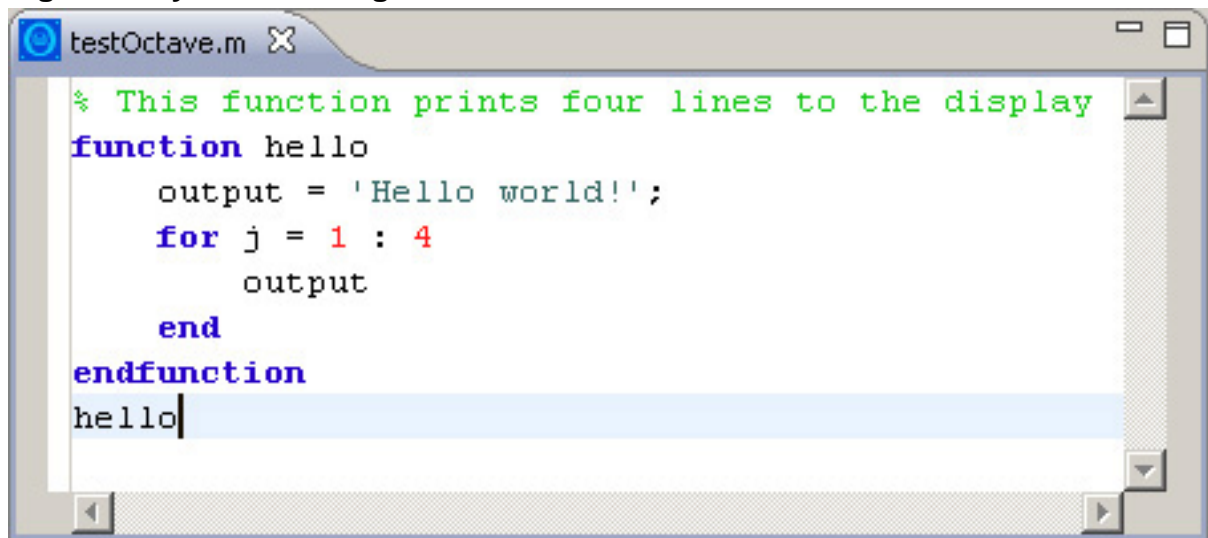 testOctave.m
% This function prints four lines to the display
function hello
    output = 'Hello world!';
    for j = 1 : 4
        output
    end
endfunction
hello